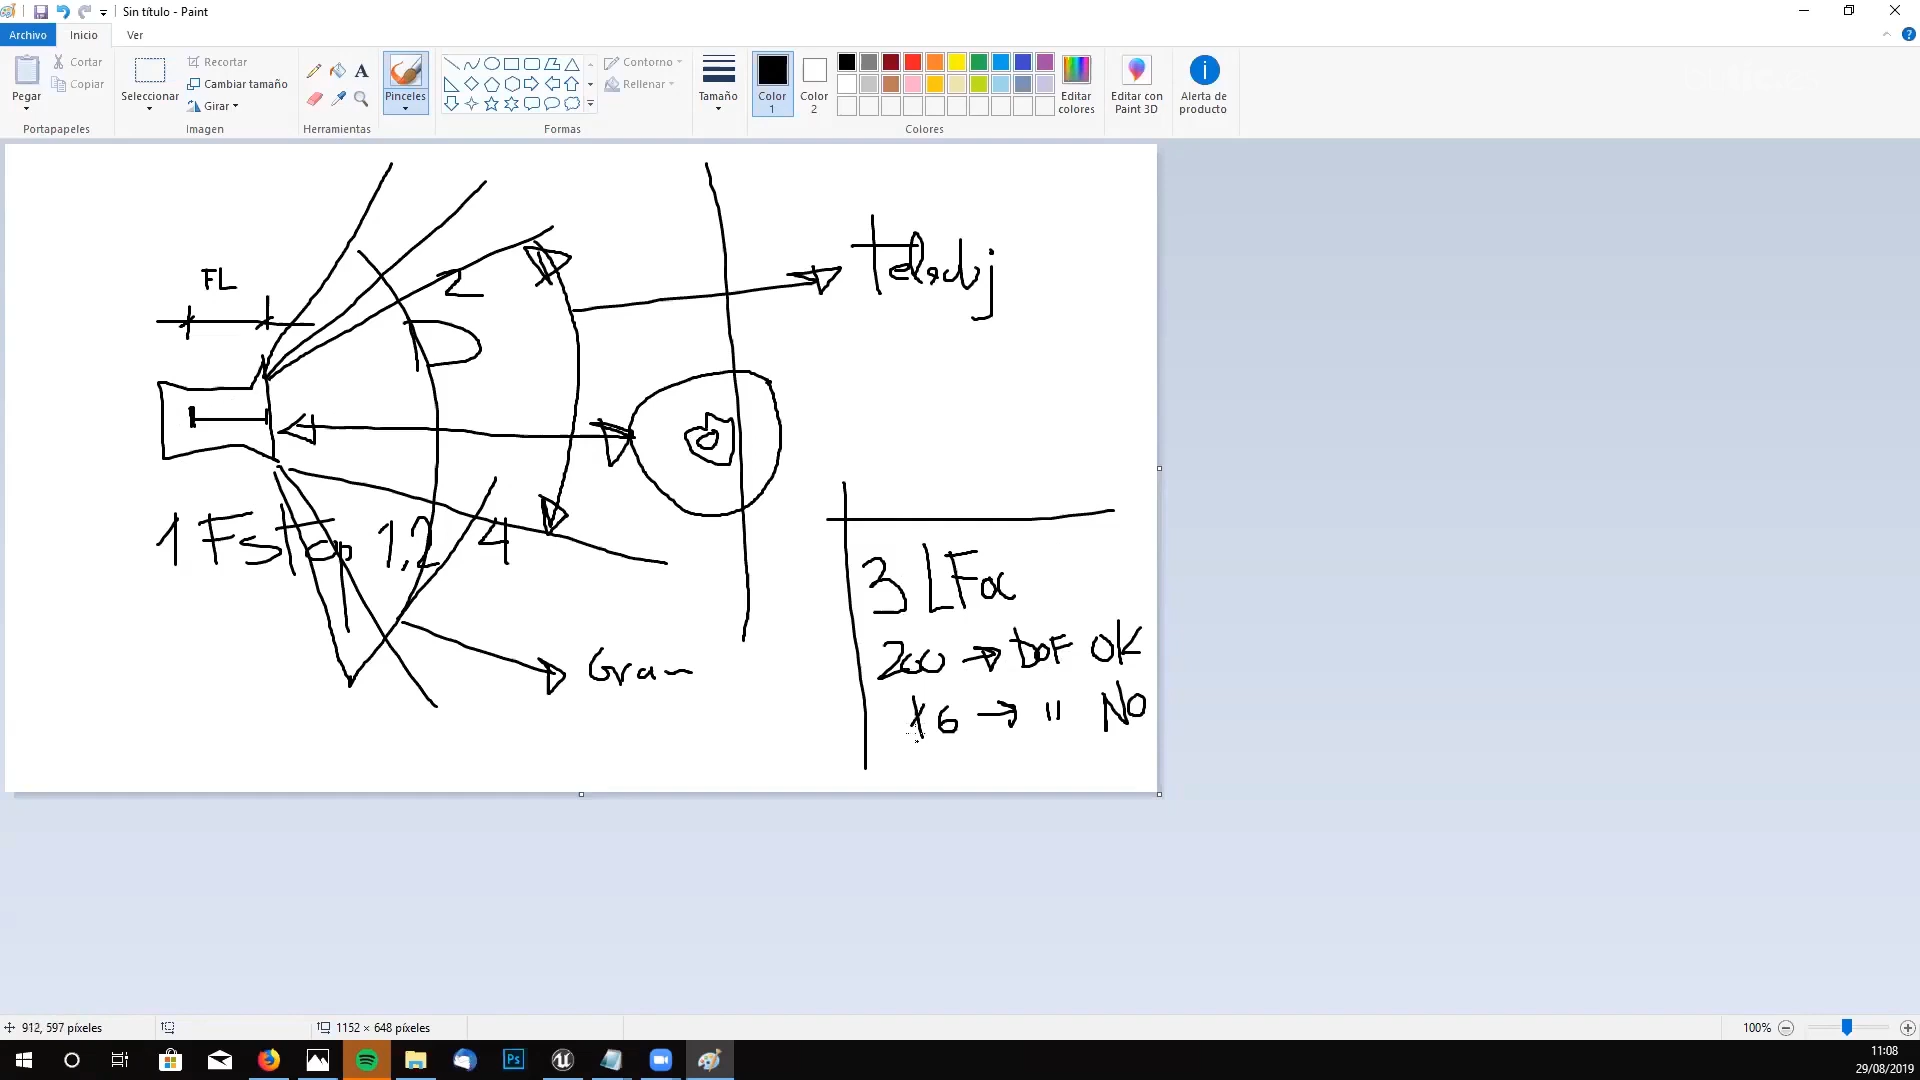 Sin título - Paint
Archivo Inicio Ver
Pegar
Cortar
Copiar
Portapapeles
Seleccionar
Recortar
Cambiar tamaño
Girar
Imagen
Herramientas
Pinceles
Formas
Contorno
Rellenar
Tamaño
Color 1
Color 2
Editar colores
Colores
Editar con Paint 3D
Alerta de producto
FL
2
1 Fstop 1,2 4
Gran
3 LFa
200 → DOF OK
16 → " NO
912, 597 píxeles
1152 × 648 píxeles
100%
11:08
29/08/2019